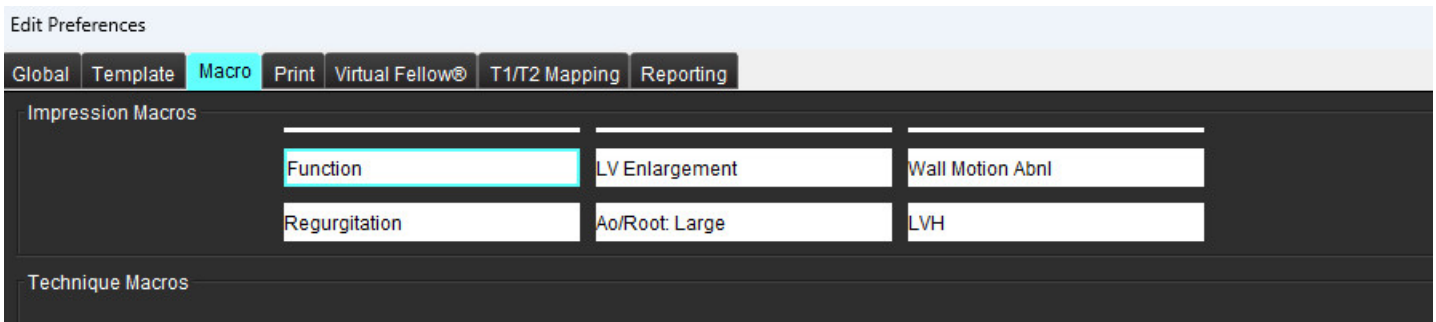 Edit Preferences
Global Template Macro Print Virtual Fellow® T1/T2 Mapping Reporting
Impression Macros
Function LV Enlargement Wall Motion Abnl
Regurgitation Ao/Root: Large LVH
Technique Macros